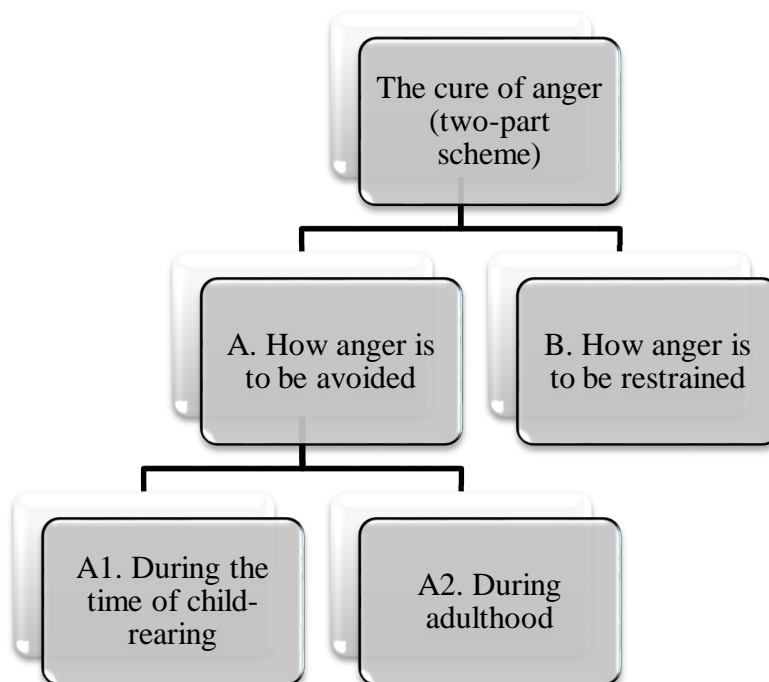 The cure of anger
(two-part
scheme)
A. How anger is
to be avoided
B. How anger is
to be restrained
A1. During the
time of child-
rearing
A2. During
adulthood